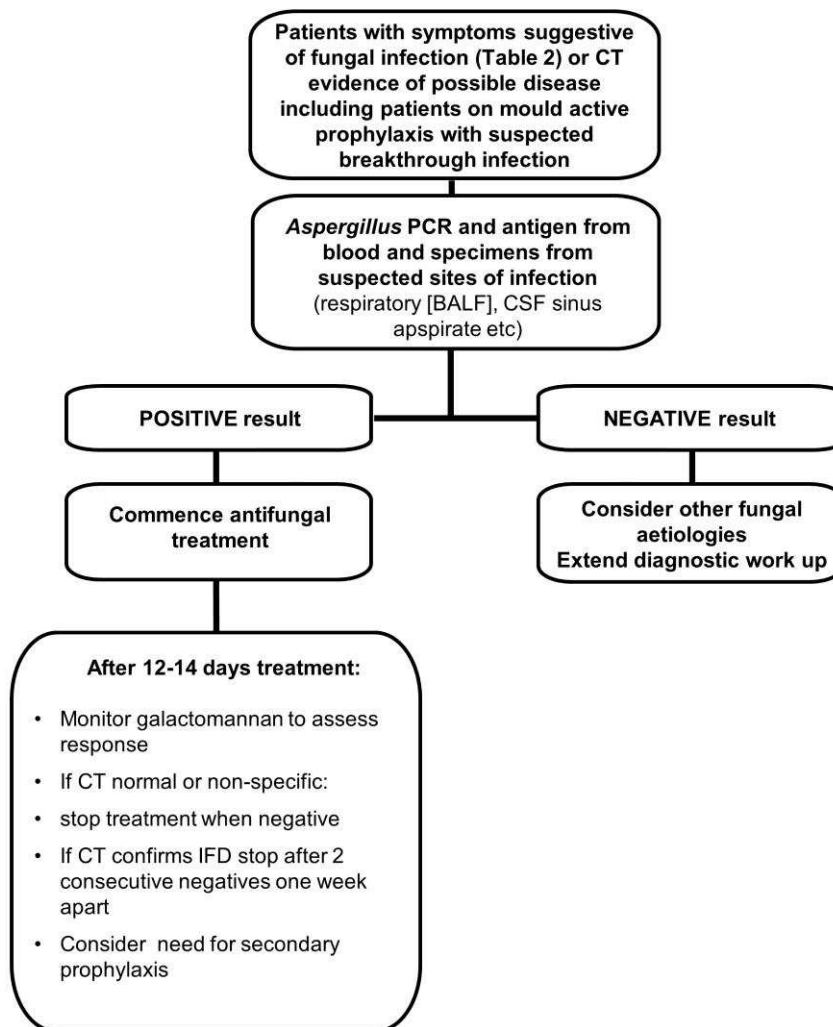 Patients with symptoms suggestive
of fungal infection (Table 2) or CT
evidence of possible disease
including patients on mould active
prophylaxis with suspected
breakthrough infection
Aspergillus PCR and antigen from
blood and specimens from
suspected sites of infection
(respiratory [BALF], CSF sinus
apspirate etc)
POSITIVE result
NEGATIVE result
Commence antifungal
treatment
Consider other fungal
aetiologies
Extend diagnostic work up
After 12-14 days treatment:
• Monitor galactomannan to assess
response
• If CT normal or non-specific:
• stop treatment when negative
• If CT confirms IFD stop after 2
consecutive negatives one week
apart
• Consider need for secondary
prophylaxis